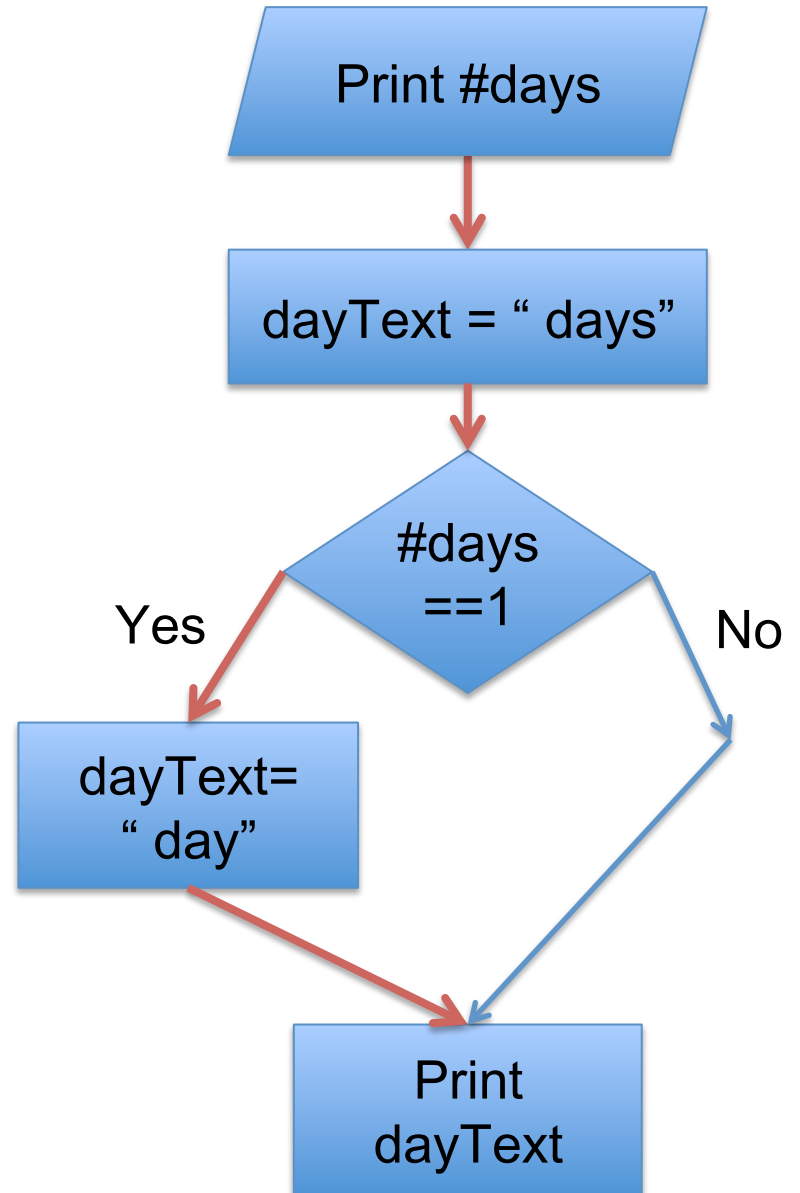 Print #days
dayText = “ days”
#days
==1
Yes
No
dayText=
“ day”
Print
dayText